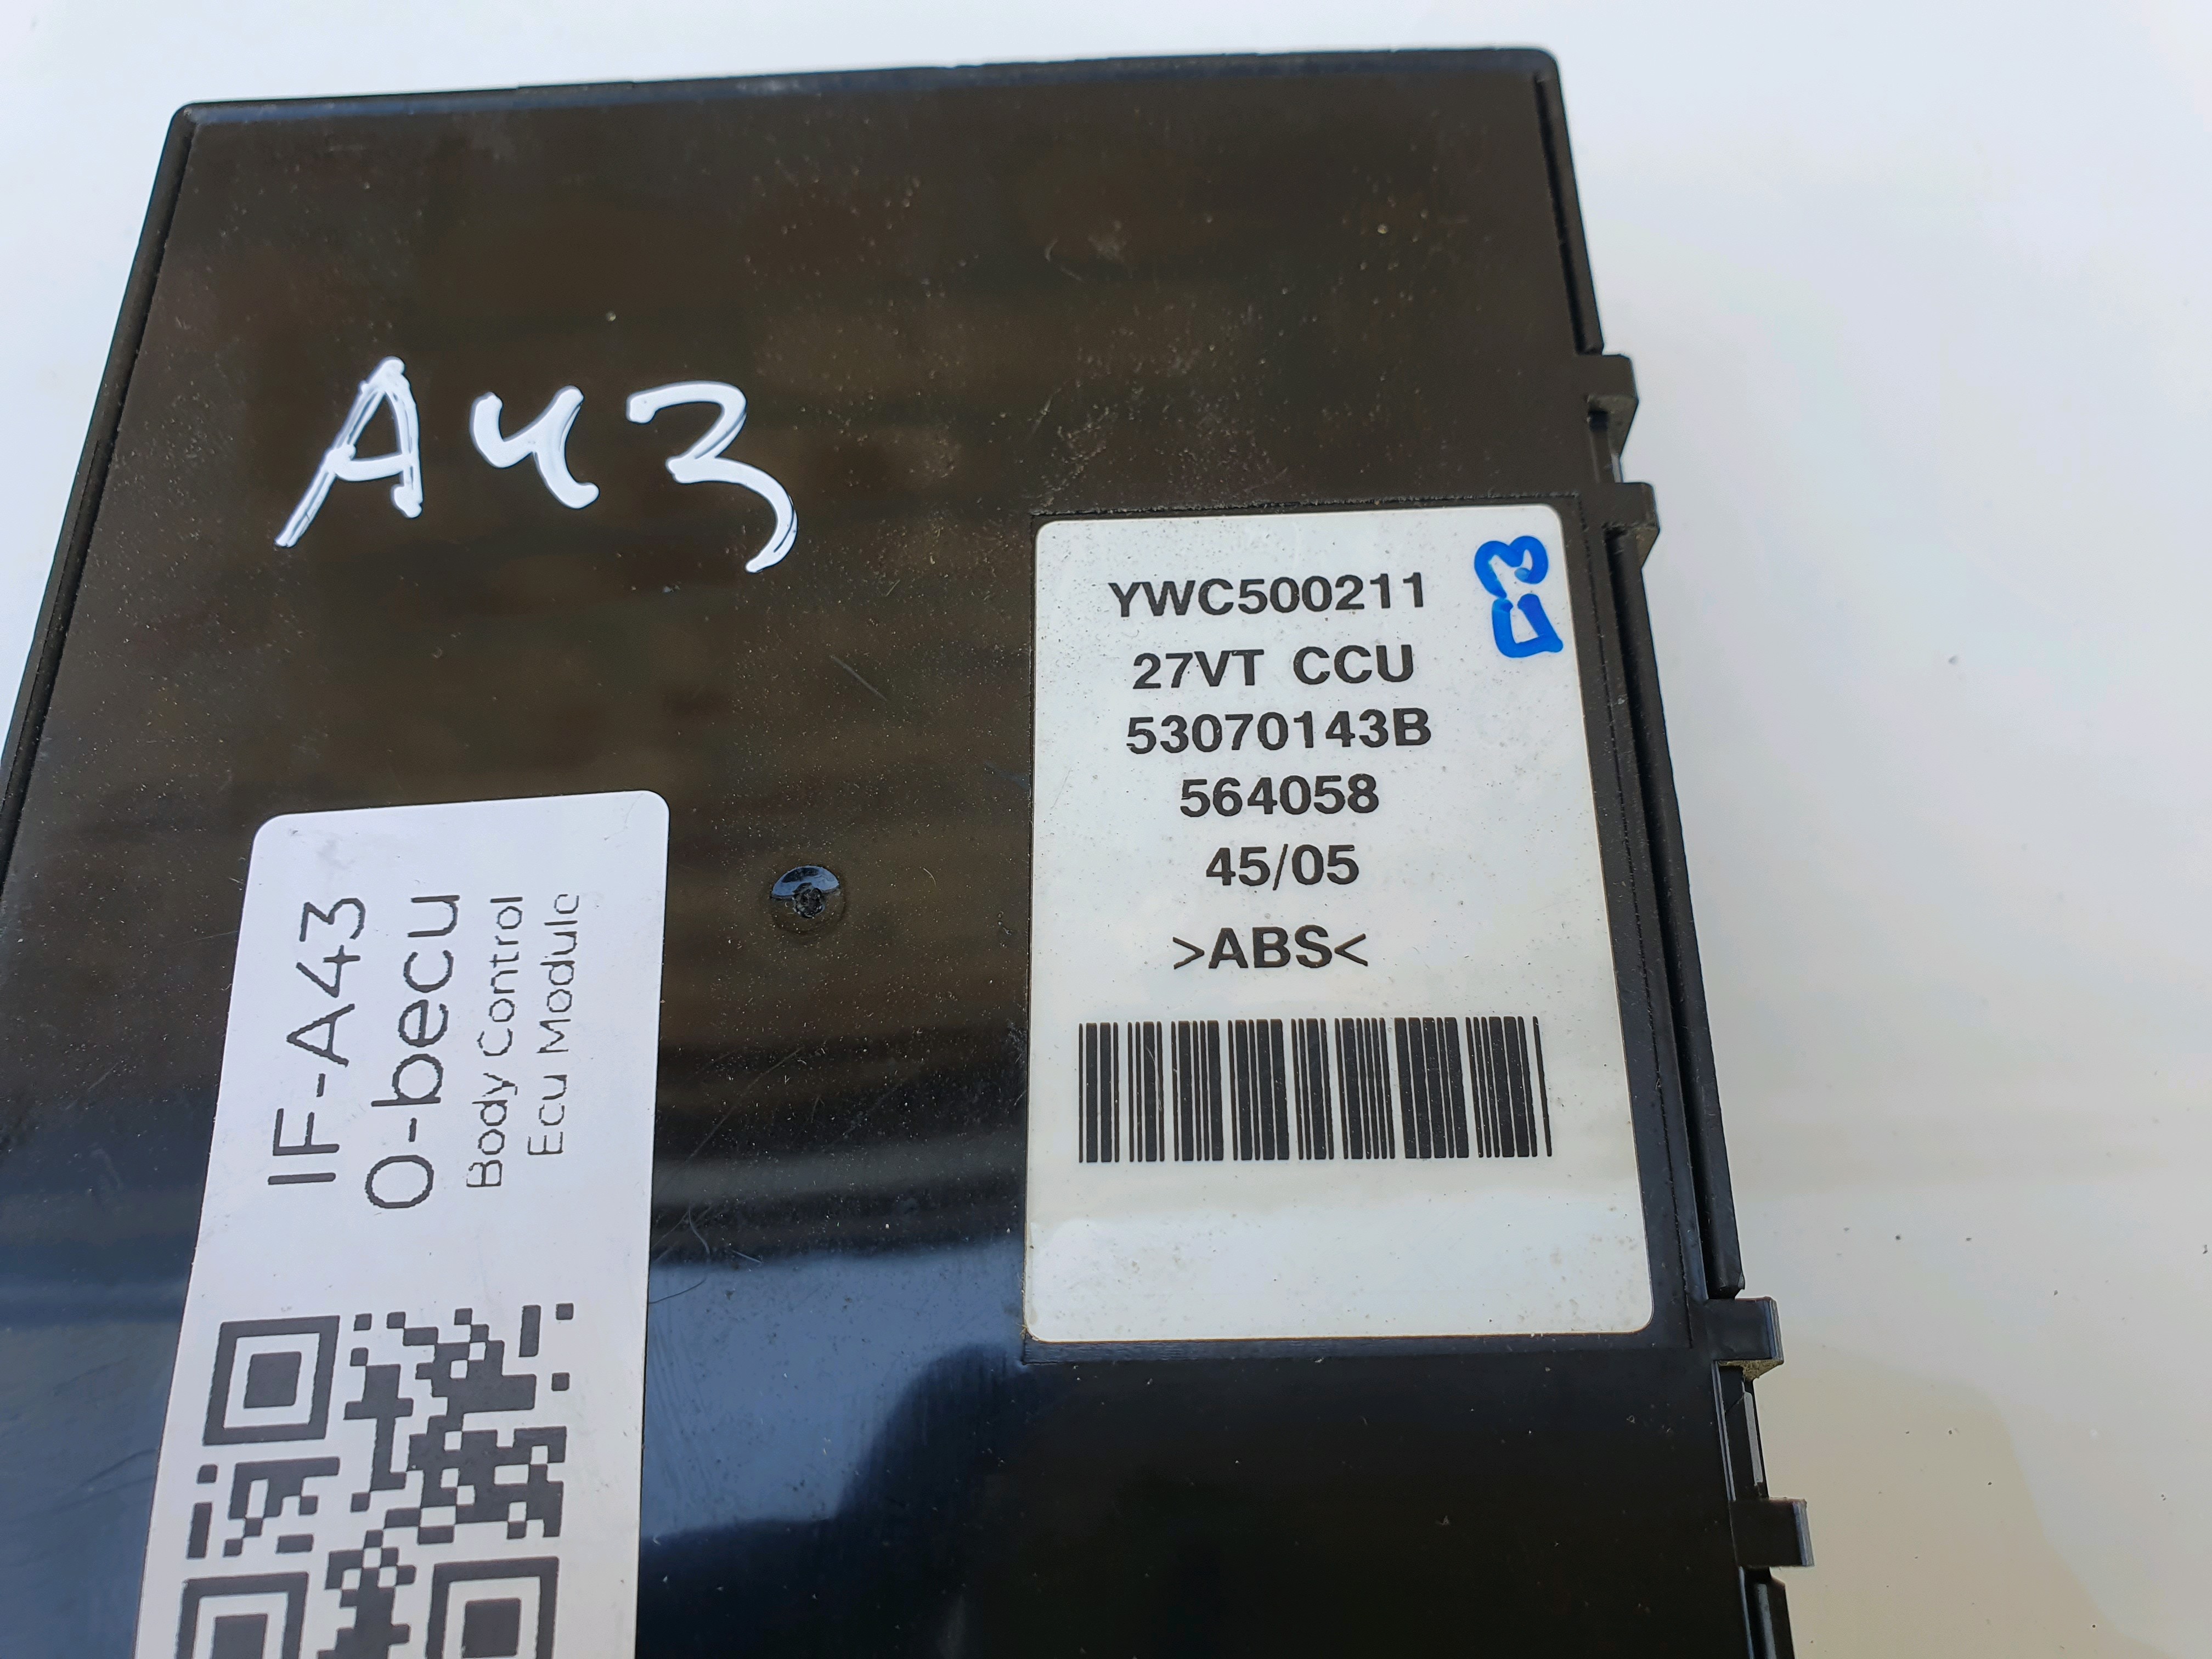 A43
YWC500211
27VT CCU
53070143B
564058
45/05
>ABS<
IF-A43
0-becu
Body Control
Ecu Module